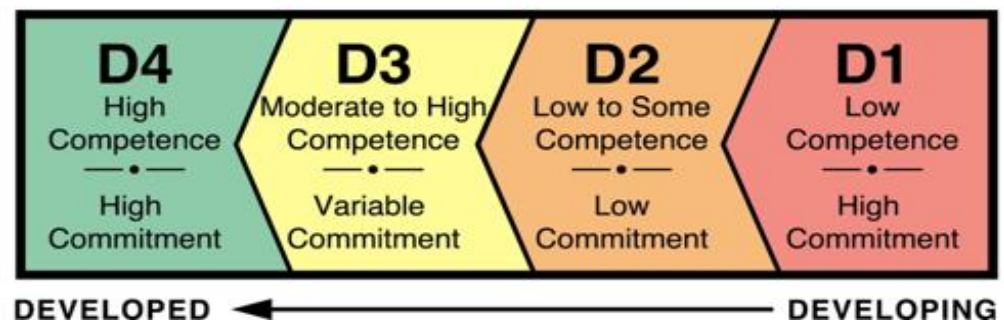 D4
High
Competence
High
Commitment
D3
Moderate to High
Competence
Variable
Commitment
D2
Low to Some
Competence
Low
Commitment
D1
Low
Competence
High
Commitment
DEVELOPED
DEVELOPING